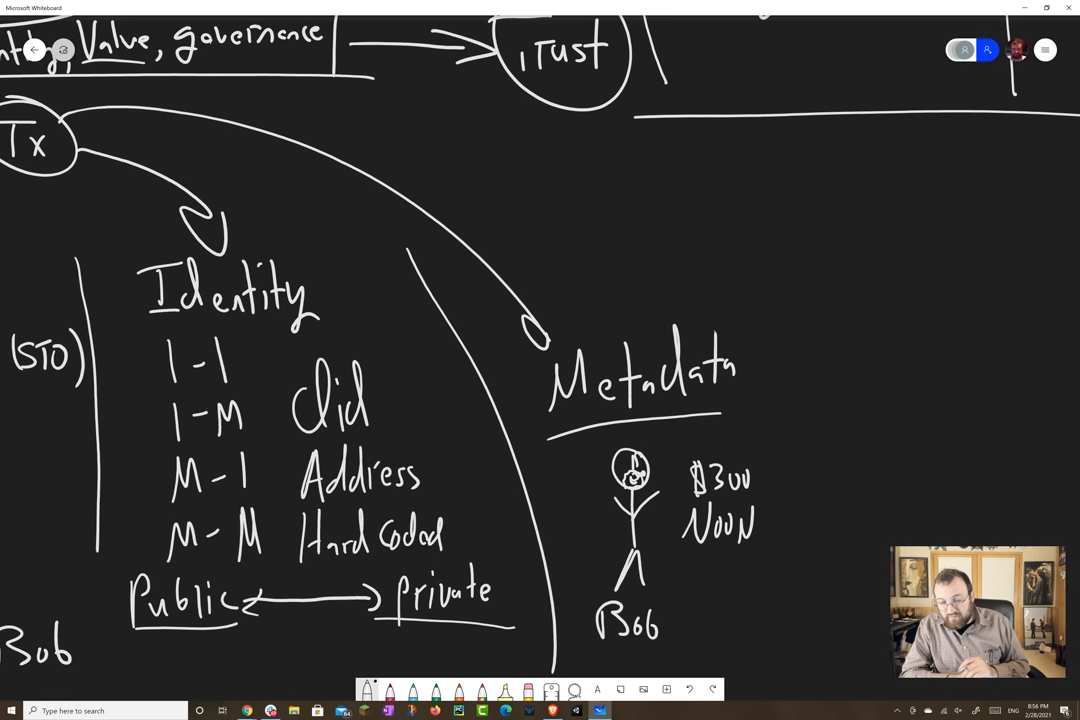 Microsoft Whiteboard
Value, governance
Trust
Tx
Identity
(STO)
1-1
1-M Did
M-1 Address
M-M Hard Coded
Public Private
Metadata
$300
NOON
Bob
Bob
Type here to search
64
ENG
8:56 PM
2/28/2021